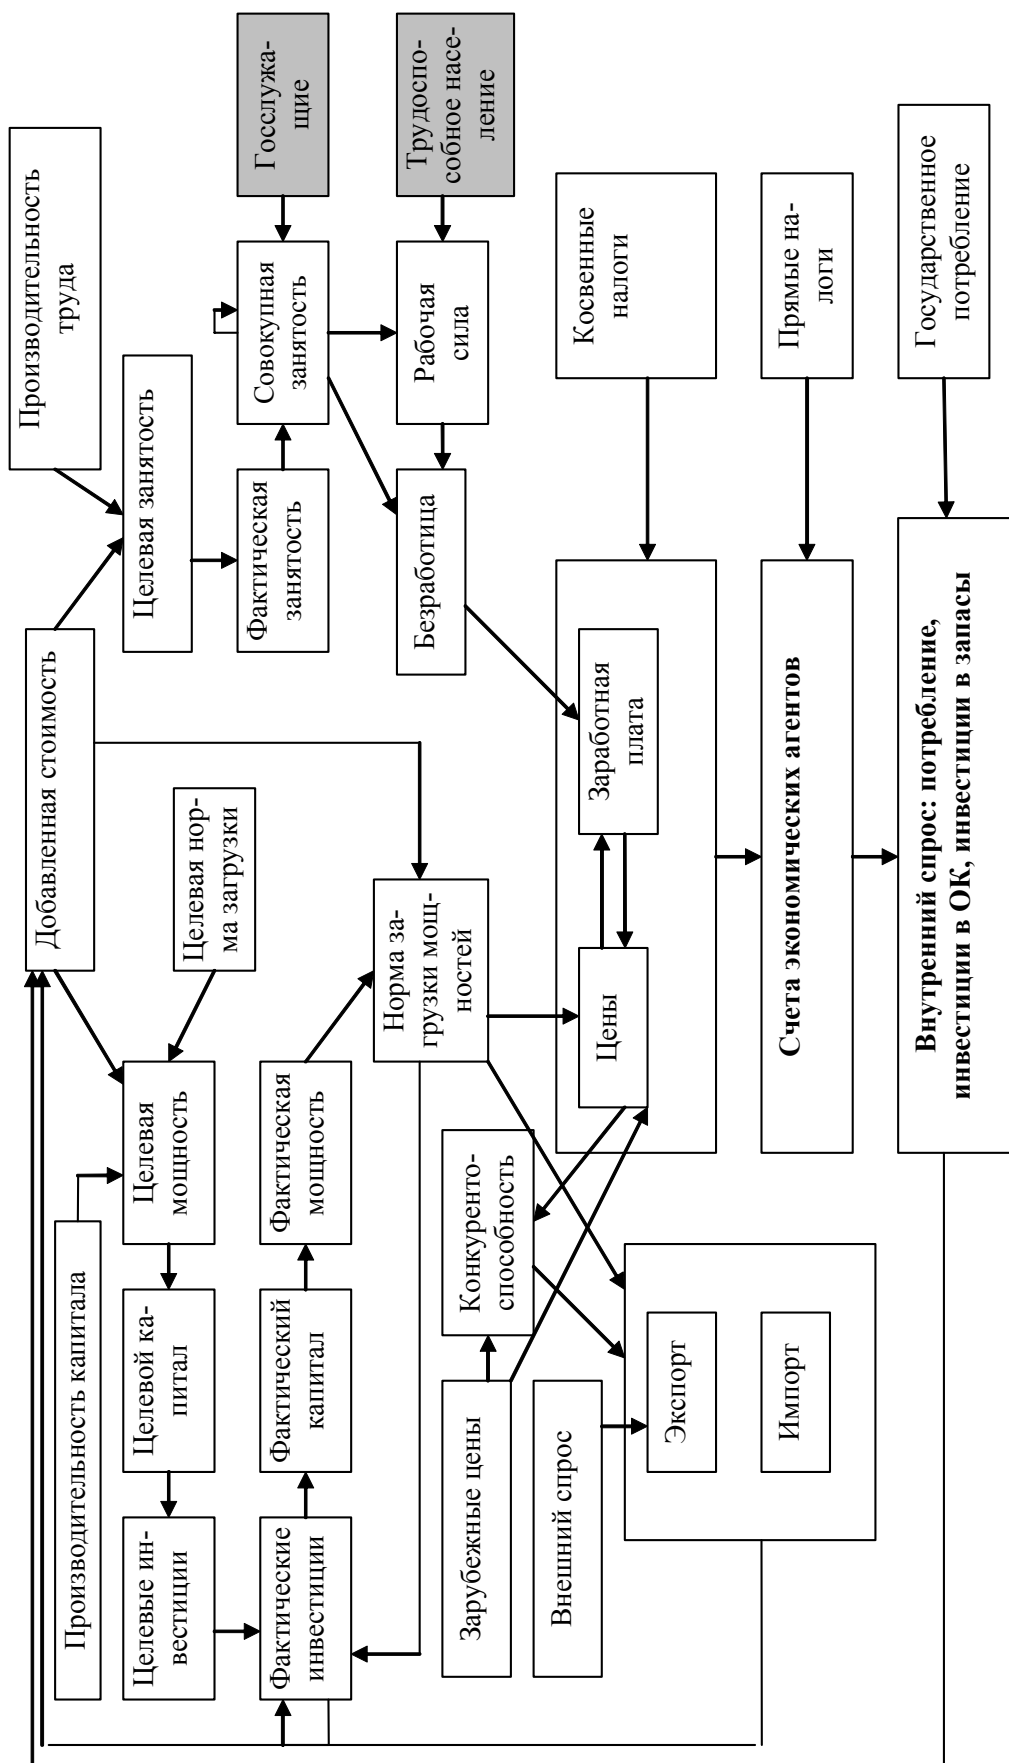 Добавленная стоимость
Производительность
труда
Производительность капитала
Целевые ин-
вестиции
Целевой ка-
питал
Целевая
мощность
Целевая нор-
ма загрузки
Целевая занятость
Фактические
инвестиции
Фактический
капитал
Фактическая
мощность
Фактическая
занятость
Совокупная
занятость
Госслужа-
щие
Норма за-
грузки мощ-
ностей
Безработица
Рабочая
сила
Трудоспо-
собное насе-
ление
Зарубежные цены
Конкуренто-
способность
Внешний спрос
Цены
Заработная
плата
Косвенные
налоги
Экспорт
Импорт
Счета экономических агентов
Прямые на-
логи
Внутренний спрос: потребление,
инвестиции в ОК, инвестиции в запасы
Государственное
потребление